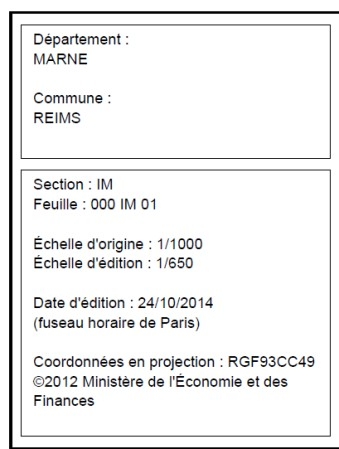 Département :
MARNE
Commune :
REIMS
Section : IM
Feuille : 000 IM 01
Échelle d'origine : 1/1000
Échelle d'édition : 1/650
Date d'édition : 24/10/2014
(fuseau horaire de Paris)
Coordonnées en projection : RGF93CC49
©2012 Ministère de l'Économie et des
Finances